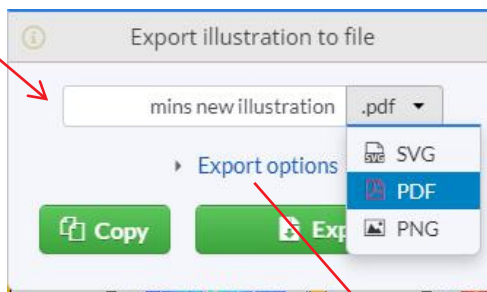 Export illustration to file
mins new illustration .pdf
Export options
SVG
PDF
PNG
Copy